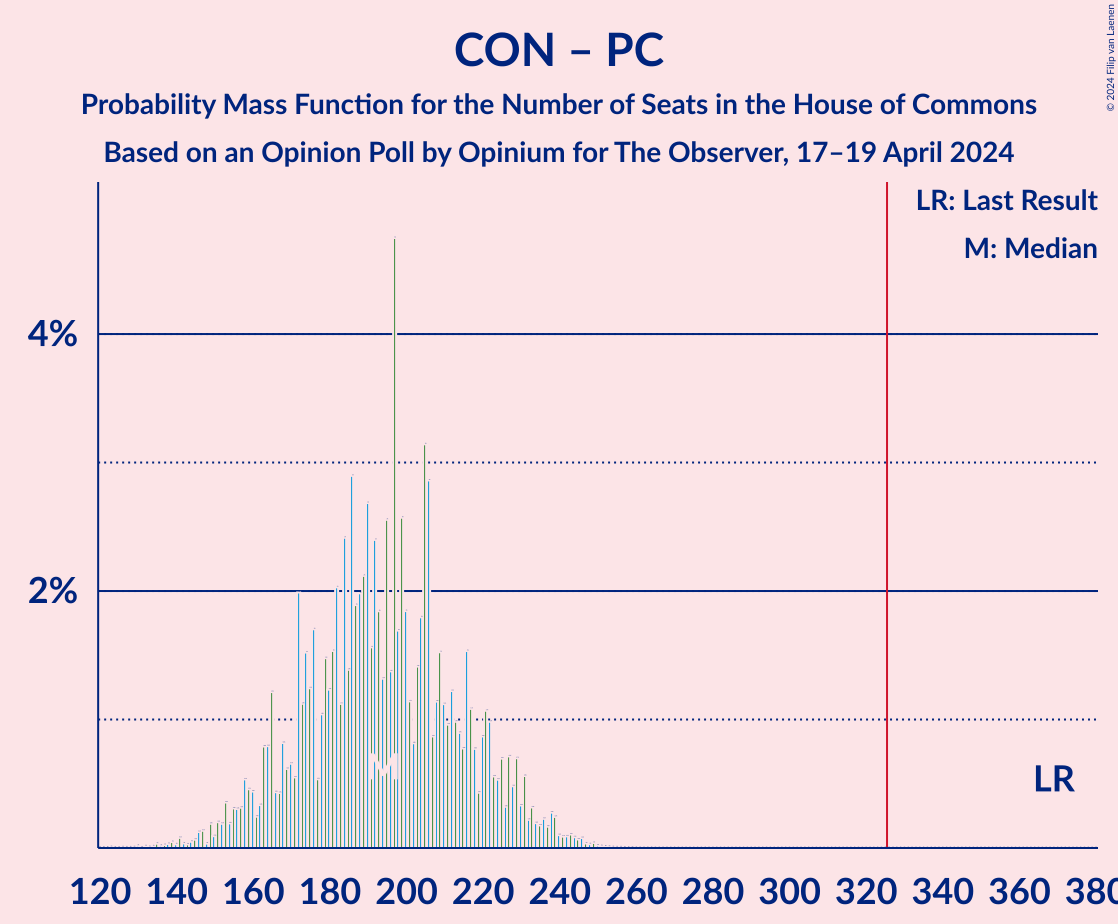 CON – PC
Probability Mass Function for the Number of Seats in the House of Commons
Based on an Opinion Poll by Opinium for The Observer, 17–19 April 2024
© 2024 Filip van Laenen
LR: Last Result
M: Median
4%
2%
LR
120 140 160 180 200 220 240 260 280 300 320 340 360 380